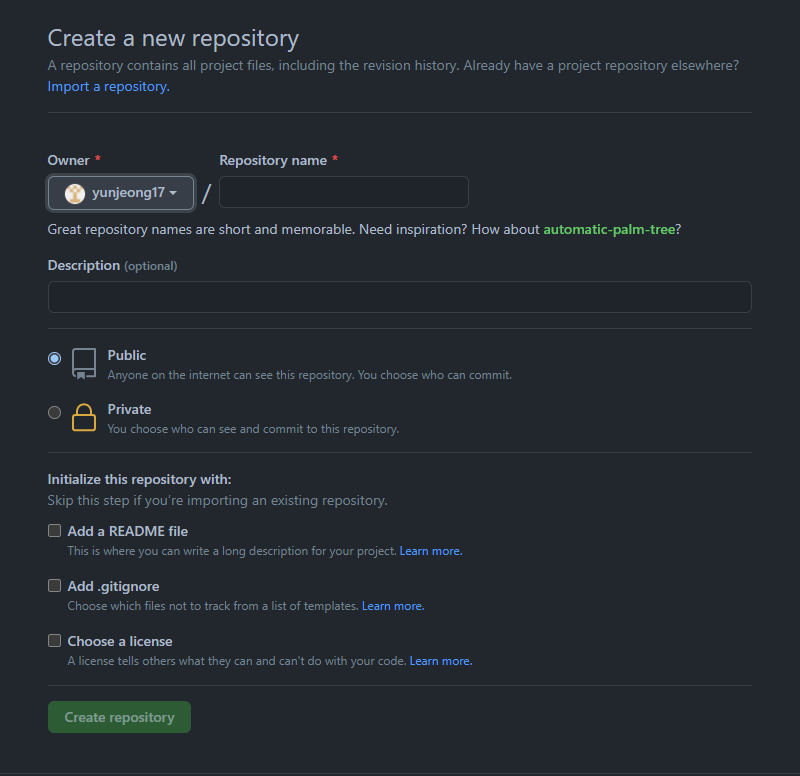 Create a new repository
A repository contains all project files, including the revision history. Already have a project repository elsewhere?
Import a repository.
Owner * Repository name *
yunjeong17 /
Great repository names are short and memorable. Need inspiration? How about automatic-palm-tree?
Description (optional)
Public
Anyone on the internet can see this repository. You choose who can commit.
Private
You choose who can see and commit to this repository.
Initialize this repository with:
Skip this step if you're importing an existing repository.
Add a README file
This is where you can write a long description for your project. Learn more.
Add .gitignore
Choose which files not to track from a list of templates. Learn more.
Choose a license
A license tells others what they can and can't do with your code. Learn more.
Create repository